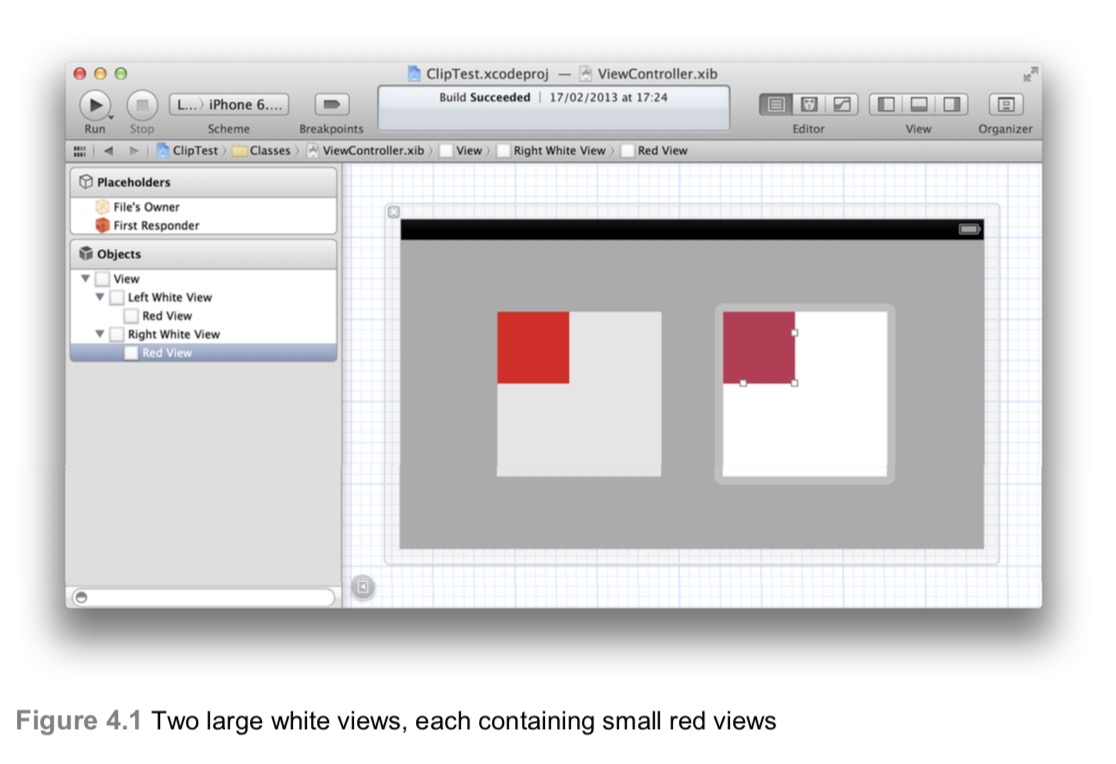 ClipTest.xcodeproj — ViewController.xib
L... 〉 iPhone 6....
Build Succeeded | 17/02/2013 at 17:24
Run Stop Scheme Breakpoints Editor View Organizer
ClipTest 〉 Classes 〉 ViewController.xib 〉 View 〉 Right White View 〉 Red View
Placeholders
File's Owner
First Responder
Objects
View
Left White View
Red View
Right White View
Red View
Figure 4.1 Two large white views, each containing small red views